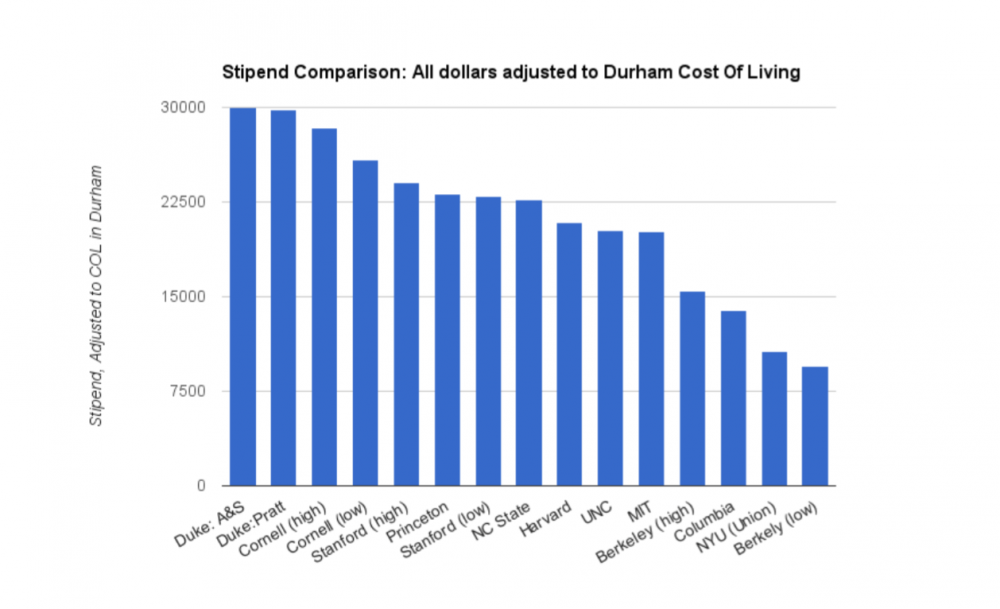 Stipend Comparison: All dollars adjusted to Durham Cost Of Living
Stipend, Adjusted to COL in Durham
30000
22500
15000
7500
0
Duke: A&S
Duke:Pratt
Cornell (high)
Cornell (low)
Stanford (high)
Princeton
Stanford (low)
NC State
Harvard
UNC
MIT
Berkeley (high)
Columbia
NYU (Union)
Berkely (low)